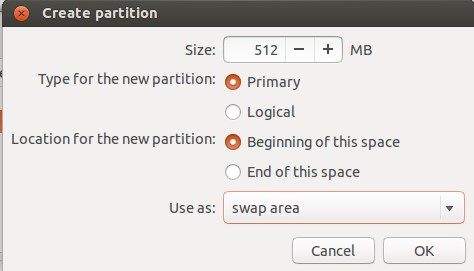 Create partition
Size: 512 MB
Type for the new partition: Primary
Logical
Location for the new partition: Beginning of this space
End of this space
Use as: swap area
Cancel OK